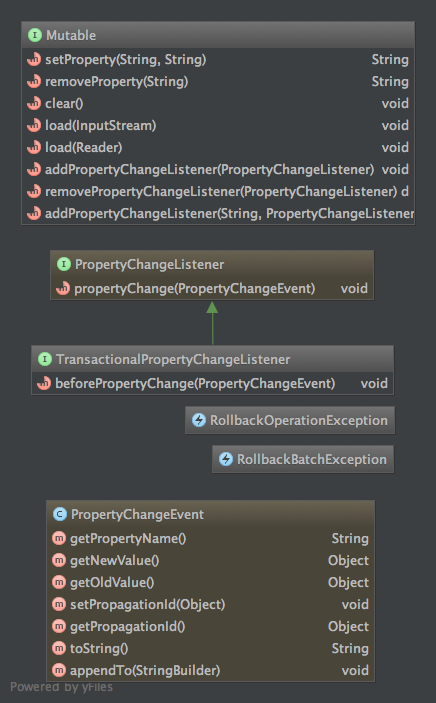 I Mutable
m setProperty(String, String) String
m removeProperty(String) String
m clear() void
m load(InputStream) void
m load(Reader) void
m addPropertyChangeListener(PropertyChangeListener) void
m removePropertyChangeListener(PropertyChangeListener) d
m addPropertyChangeListener(String, PropertyChangeListener
I PropertyChangeListener
m propertyChange(PropertyChangeEvent) void
I TransactionalPropertyChangeListener
m beforePropertyChange(PropertyChangeEvent) void
RollbackOperationException
RollbackBatchException
C PropertyChangeEvent
m getPropertyName() String
m getNewValue() Object
m getOldValue() Object
m setPropagationId(Object) void
m getPropagationId() Object
m toString() String
m appendTo(StringBuilder) void
Powered by yFiles